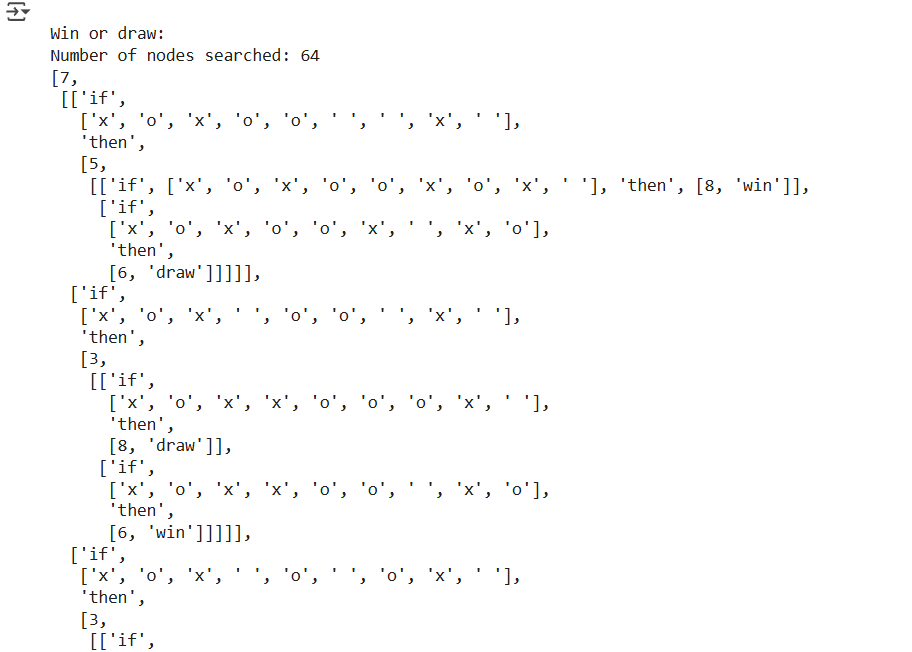 Win or draw:
Number of nodes searched: 64
[7,
 [['if',
   ['x', 'o', 'x', 'o', 'o', ' ', ' ', 'x', ' '],
   'then',
   [5,
    [['if', ['x', 'o', 'x', 'o', 'o', 'x', 'o', 'x', ' '], 'then', [8, 'win']],
     ['if',
      ['x', 'o', 'x', 'o', 'o', 'x', ' ', 'x', 'o'],
      'then',
      [6, 'draw']]]]],
  ['if',
   ['x', 'o', 'x', ' ', 'o', 'o', ' ', 'x', ' '],
   'then',
   [3,
    [['if',
      ['x', 'o', 'x', 'x', 'o', 'o', 'o', 'x', ' '],
      'then',
      [8, 'draw']],
     ['if',
      ['x', 'o', 'x', 'x', 'o', 'o', ' ', 'x', 'o'],
      'then',
      [6, 'win']]]]],
  ['if',
   ['x', 'o', 'x', ' ', 'o', ' ', 'o', 'x', ' '],
   'then',
   [3,
    [['if',